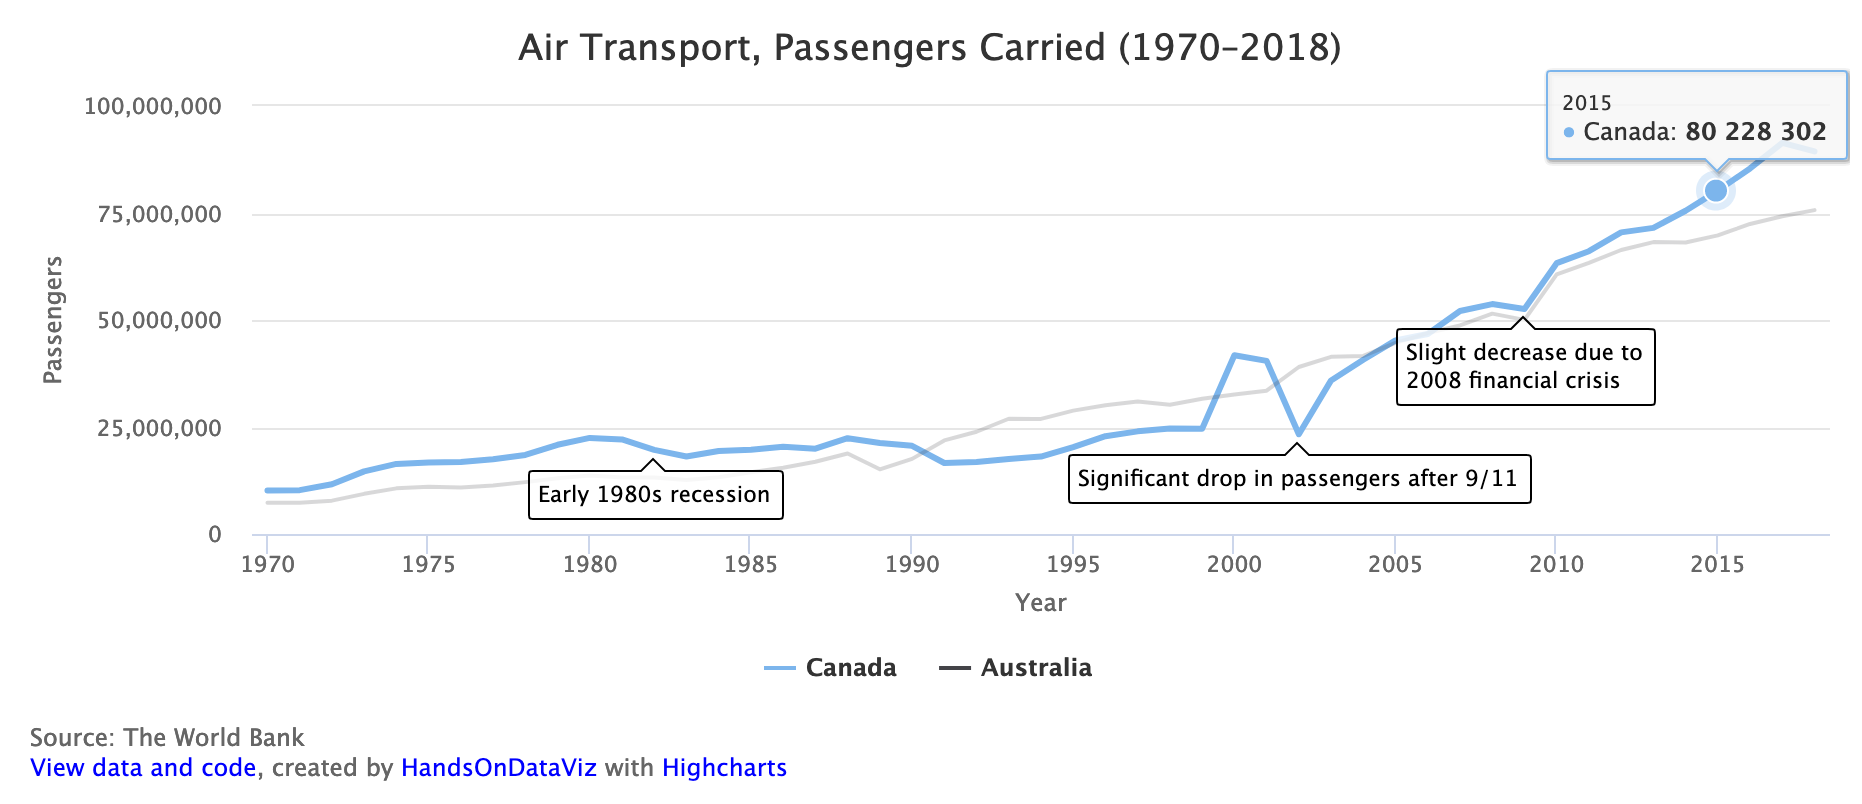 Air Transport, Passengers Carried (1970–2018)
2015
● Canada: 80 228 302
100,000,000
75,000,000
50,000,000
25,000,000
0
Passengers
Slight decrease due to
2008 financial crisis
Significant drop in passengers after 9/11
Early 1980s recession
1970 1975 1980 1985 1990 1995 2000 2005 2010 2015
Year
Canada Australia
Source: The World Bank
View data and code, created by HandsOnDataViz with Highcharts